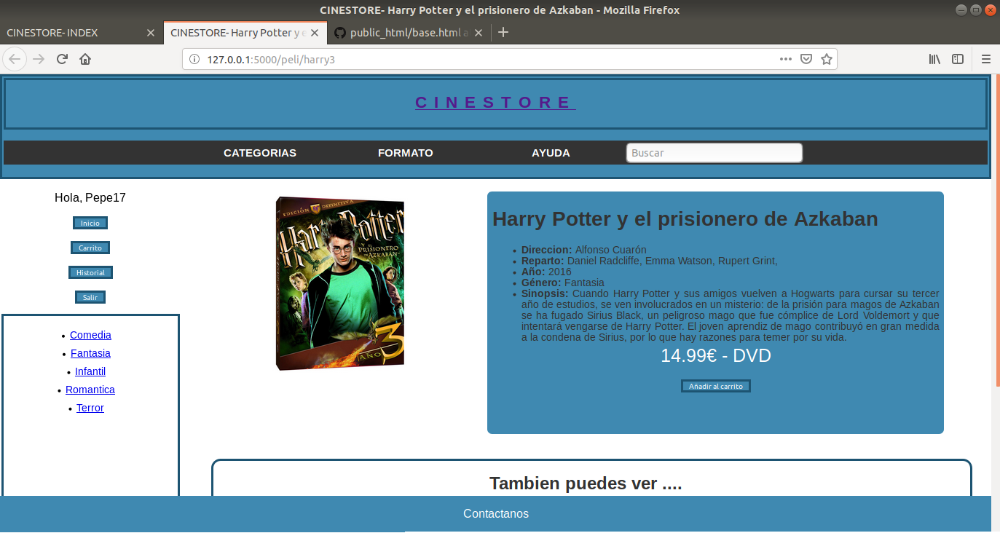 CINESTORE- Harry Potter y el prisionero de Azkaban - Mozilla Firefox
CINESTORE- INDEX
CINESTORE- Harry Potter y e
public_html/base.html a
127.0.0.1:5000/peli/harry3
CINESTORE
CATEGORIAS
FORMATO
AYUDA
Buscar
Hola, Pepe17
Inicio
Carrito
Historial
Salir
Comedia
Fantasia
Infantil
Romantica
Terror
EDICIÓN DEFINITIVA
Harry Potter
Y EL
PRISIONERO
DE AZKABAN
AÑO 3
Harry Potter y el prisionero de Azkaban
Direccion: Alfonso Cuarón
Reparto: Daniel Radcliffe, Emma Watson, Rupert Grint,
Año: 2016
Género: Fantasia
Sinopsis: Cuando Harry Potter y sus amigos vuelven a Hogwarts para cursar su tercer
año de estudios, se ven involucrados en un misterio: de la prisión para magos de Azkaban
se ha fugado Sirius Black, un peligroso mago que fue cómplice de Lord Voldemort y que
intentará vengarse de Harry Potter. El joven aprendiz de mago contribuyó en gran medida
a la condena de Sirius, por lo que hay razones para temer por su vida.
14.99€ - DVD
Añadir al carrito
Tambien puedes ver ....
Contactanos